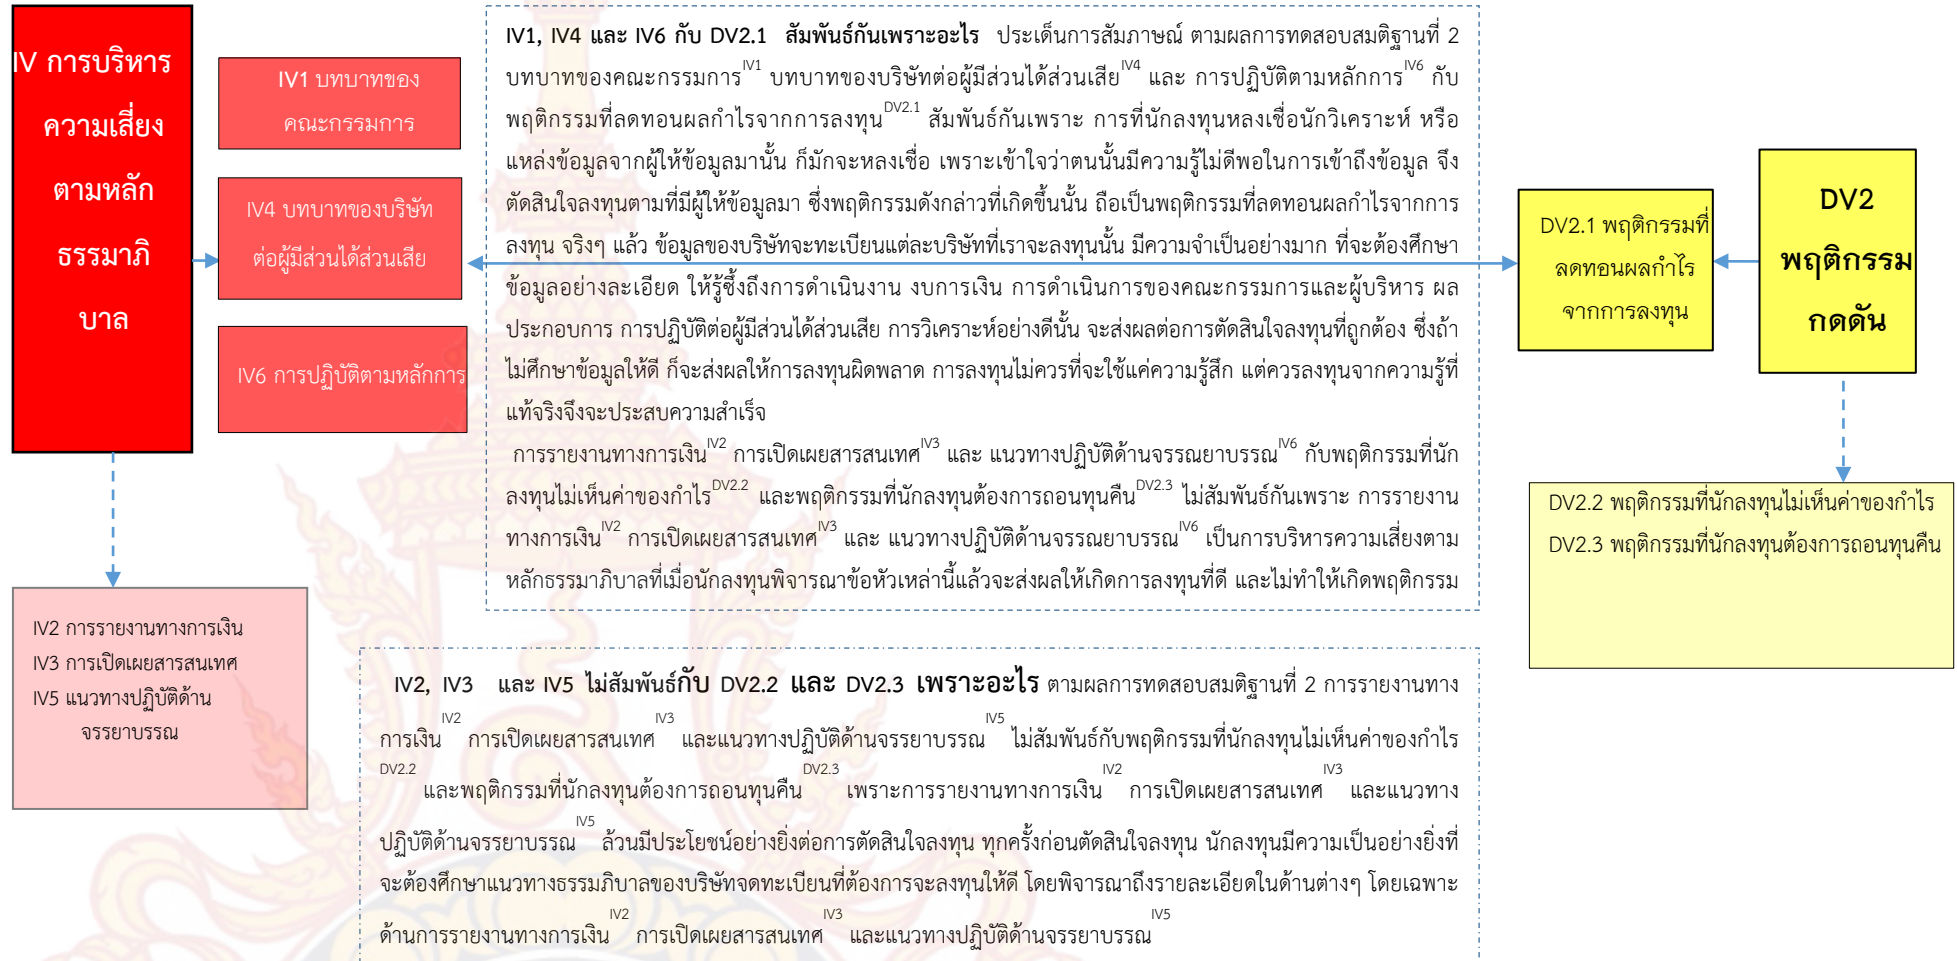 IV การบริหาร
ความเสี่ยง
ตามหลัก
ธรรมาภิ
บาล
IV1 บทบาทของ
คณะกรรมการ
IV4 บทบาทของบริษัท
ต่อผู้มีส่วนได้ส่วนเสีย
IV6 การปฏิบัติตามหลักการ
IV2 การรายงานทางการเงิน
IV3 การเปิดเผยสารสนเทศ
IV5 แนวทางปฏิบัติด้าน
จรรยาบรรณ
IV1, IV4 และ IV6 กับ DV2.1 สัมพันธ์กันเพราะอะไร ประเด็นการสัมภาษณ์ ตามผลการทดสอบสมติฐานที่ 2
บทบาทของคณะกรรมการIV1 บทบาทของบริษัทต่อผู้มีส่วนได้ส่วนเสียIV4 และ การปฏิบัติตามหลักการIV6 กับ
พฤติกรรมที่ลดทอนผลกำไรจากการลงทุนDV2.1 สัมพันธ์กันเพราะ การที่นักลงทุนหลงเชื่อนักวิเคราะห์ หรือ
แหล่งข้อมูลจากผู้ให้ข้อมูลมานั้น ก็มักจะหลงเชื่อ เพราะเข้าใจว่าตนนั้นมีความรู้ไม่ดีพอในการเข้าถึงข้อมูล จึง
ตัดสินใจลงทุนตามที่มีผู้ให้ข้อมูลมา ซึ่งพฤติกรรมดังกล่าวที่เกิดขึ้นนั้น ถือเป็นพฤติกรรมที่ลดทอนผลกำไรจากการ
ลงทุน จริงๆ แล้ว ข้อมูลของบริษัทจะทะเบียนแต่ละบริษัทที่เราจะลงทุนนั้น มีความจำเป็นอย่างมาก ที่จะต้องศึกษา
ข้อมูลอย่างละเอียด ให้รู้ซึ้งถึงการดำเนินงาน งบการเงิน การดำเนินการของคณะกรรมการและผู้บริหาร ผล
ประกอบการ การปฏิบัติต่อผู้มีส่วนได้ส่วนเสีย การวิเคราะห์อย่างดีนั้น จะส่งผลต่อการตัดสินใจลงทุนที่ถูกต้อง ซึ่งถ้า
ไม่ศึกษาข้อมูลให้ดี ก็จะส่งผลให้การลงทุนผิดพลาด การลงทุนไม่ควรที่จะใช้แค่ความรู้สึก แต่ควรลงทุนจากความรู้ที่
แท้จริงจึงจะประสบความสำเร็จ
การรายงานทางการเงินIV2 การเปิดเผยสารสนเทศIV3 และ แนวทางปฏิบัติด้านจรรณยาบรรณIV6 กับพฤติกรรมที่นัก
ลงทุนไม่เห็นค่าของกำไรDV2.2 และพฤติกรรมที่นักลงทุนต้องการถอนทุนคืนDV2.3 ไม่สัมพันธ์กันเพราะ การรายงาน
ทางการเงินIV2 การเปิดเผยสารสนเทศIV3 และ แนวทางปฏิบัติด้านจรรณยาบรรณIV6 เป็นการบริหารความเสี่ยงตาม
หลักธรรมาภิบาลที่เมื่อนักลงทุนพิจารณาข้อหัวเหล่านี้แล้วจะส่งผลให้เกิดการลงทุนที่ดี และไม่ทำให้เกิดพฤติกรรม
IV2, IV3 และ IV5 ไม่สัมพันธ์กับ DV2.2 และ DV2.3 เพราะอะไร ตามผลการทดสอบสมติฐานที่ 2 การรายงานทาง
การเงินIV2 การเปิดเผยสารสนเทศIV3 และแนวทางปฏิบัติด้านจรรยาบรรณIV5 ไม่สัมพันธ์กับพฤติกรรมที่นักลงทุนไม่เห็นค่าของกำไร
DV2.2 และพฤติกรรมที่นักลงทุนต้องการถอนทุนคืนDV2.3 เพราะการรายงานทางการเงินIV2 การเปิดเผยสารสนเทศIV3 และแนวทาง
ปฏิบัติด้านจรรยาบรรณIV5 ล้วนมีประโยชน์อย่างยิ่งต่อการตัดสินใจลงทุน ทุกครั้งก่อนตัดสินใจลงทุน นักลงทุนมีความเป็นอย่างยิ่งที่
จะต้องศึกษาแนวทางธรรมภิบาลของบริษัทจดทะเบียนที่ต้องการจะลงทุนให้ดี โดยพิจารณาถึงรายละเอียดในด้านต่างๆ โดยเฉพาะ
ด้านการรายงานทางการเงินIV2 การเปิดเผยสารสนเทศIV3 และแนวทางปฏิบัติด้านจรรยาบรรณIV5
DV2.1 พฤติกรรมที่
ลดทอนผลกำไร
จากการลงทุน
DV2
พฤติกรรม
กดดัน
DV2.2 พฤติกรรมที่นักลงทุนไม่เห็นค่าของกำไร
DV2.3 พฤติกรรมที่นักลงทุนต้องการถอนทุนคืน